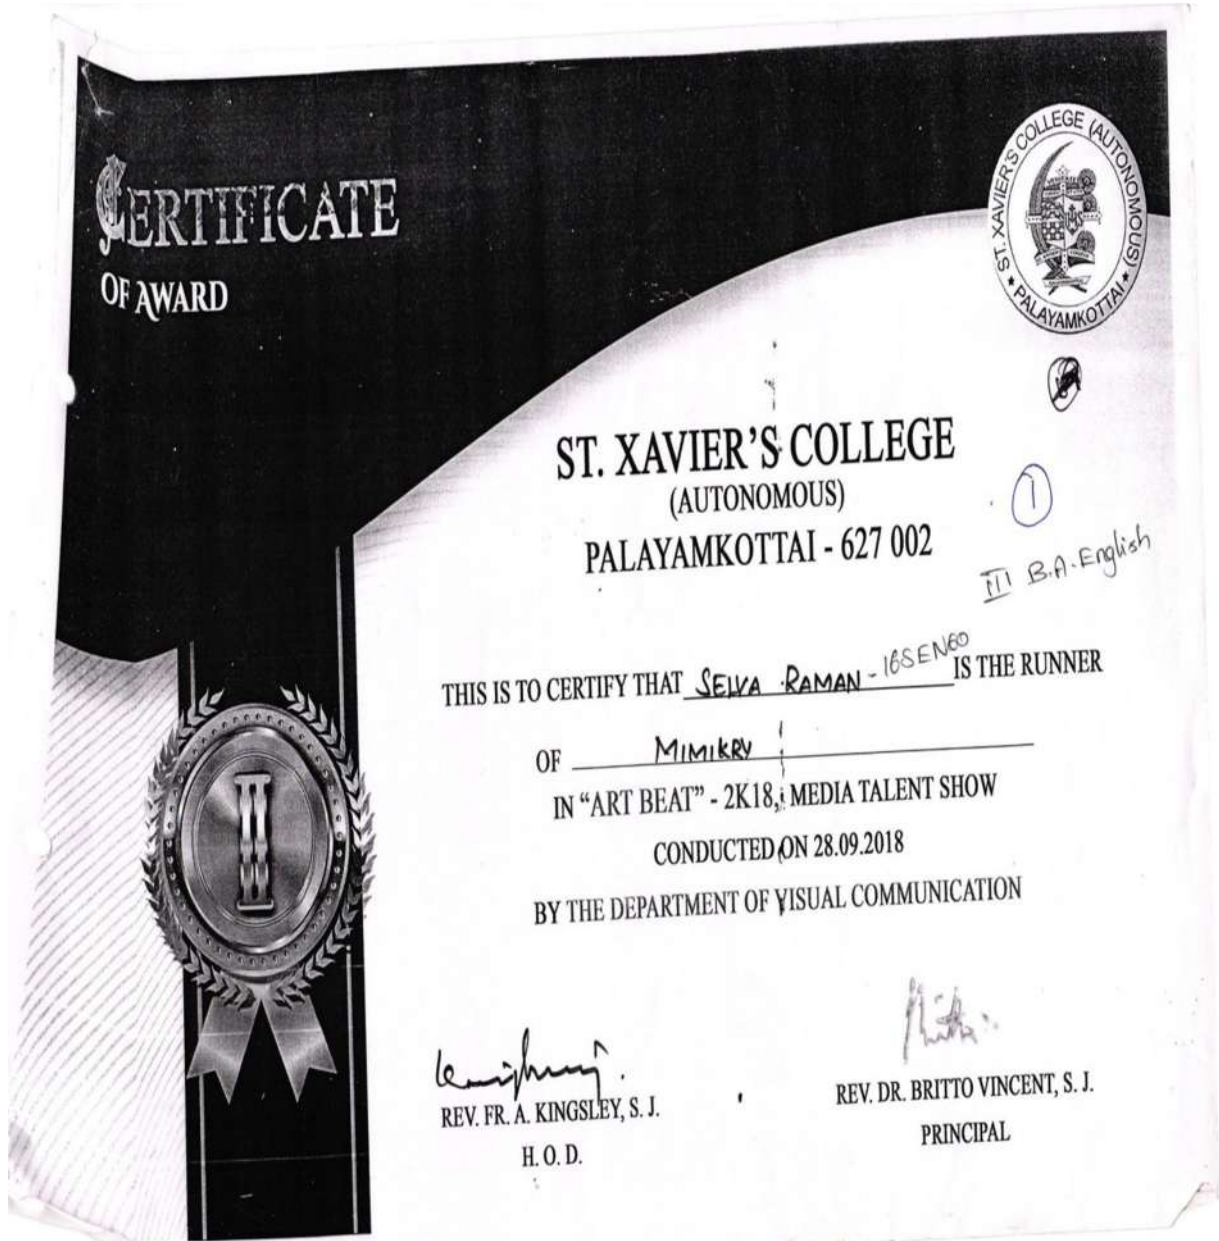 CERTIFICATE
OF AWARD
ST. XAVIER'S COLLEGE (AUTONOMOUS)
★ PALAYAMKOTTAI ★
IHS
ST. XAVIER'S COLLEGE
(AUTONOMOUS)
PALAYAMKOTTAI - 627 002
1
III B.A. English
THIS IS TO CERTIFY THAT SELVA RAMAN - 16SEN60 IS THE RUNNER
OF MIMIKRY
IN “ART BEAT” - 2K18, MEDIA TALENT SHOW
CONDUCTED ON 28.09.2018
BY THE DEPARTMENT OF VISUAL COMMUNICATION
III
REV. FR. A. KINGSLEY, S. J.
H. O. D.
REV. DR. BRITTO VINCENT, S. J.
PRINCIPAL